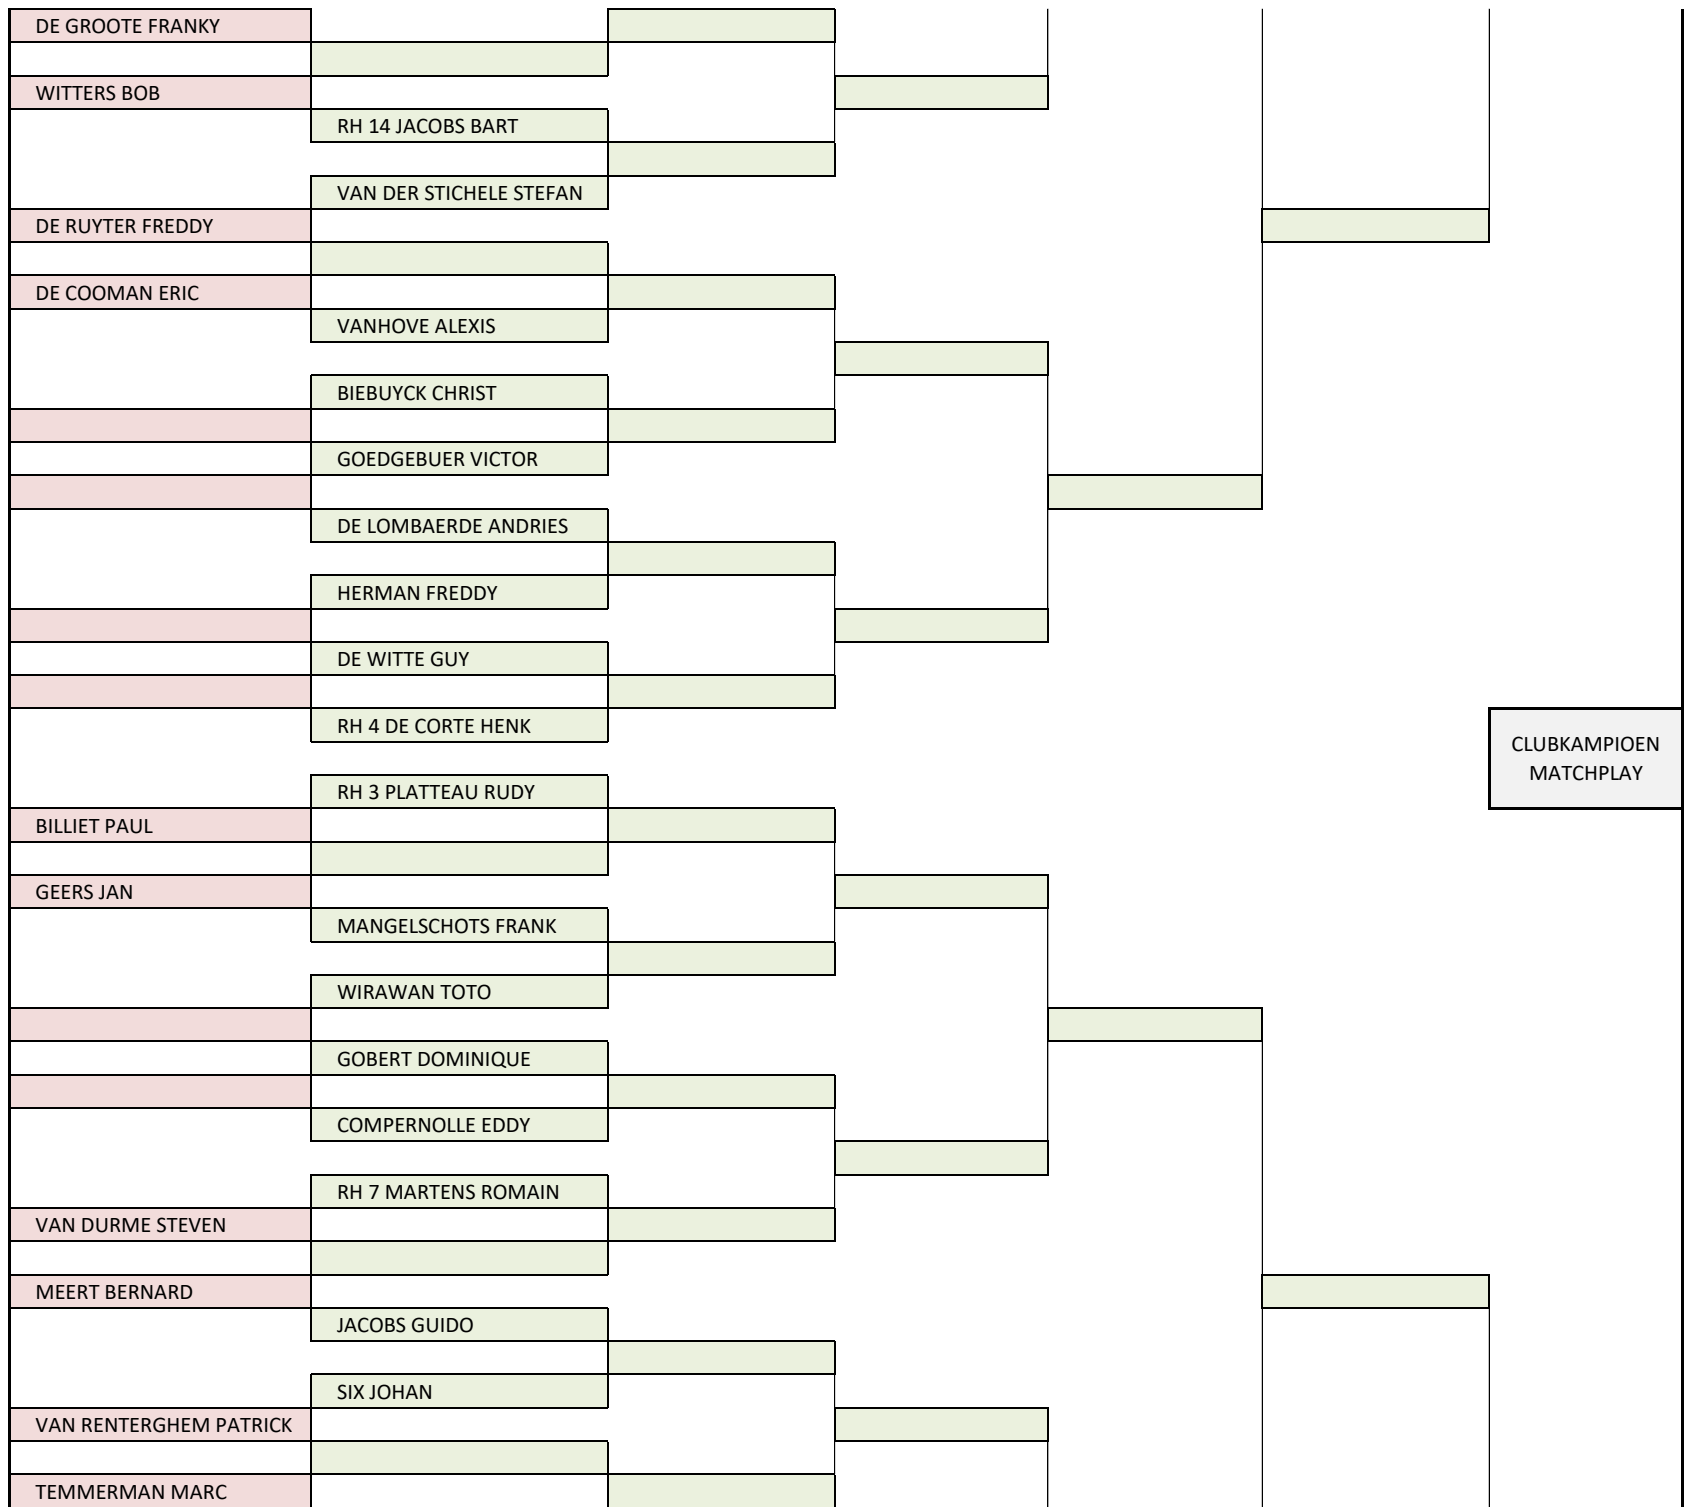 DE GROOTE FRANKY
WITTERS BOB
RH 14 JACOBS BART
VAN DER STICHELE STEFAN
DE RUYTER FREDDY
DE COOMAN ERIC
VANHOVE ALEXIS
BIEBUYCK CHRIST
GOEDGEBUER VICTOR
DE LOMBAERDE ANDRIES
HERMAN FREDDY
DE WITTE GUY
RH 4 DE CORTE HENK
CLUBKAMPIOEN
MATCHPLAY
RH 3 PLATTEAU RUDY
BILLIET PAUL
GEERS JAN
MANGELSCHOTS FRANK
WIRAWAN TOTO
GOBERT DOMINIQUE
COMPERNOLLE EDDY
RH 7 MARTENS ROMAIN
VAN DURME STEVEN
MEERT BERNARD
JACOBS GUIDO
SIX JOHAN
VAN RENTERGHEM PATRICK
TEMMERMAN MARC